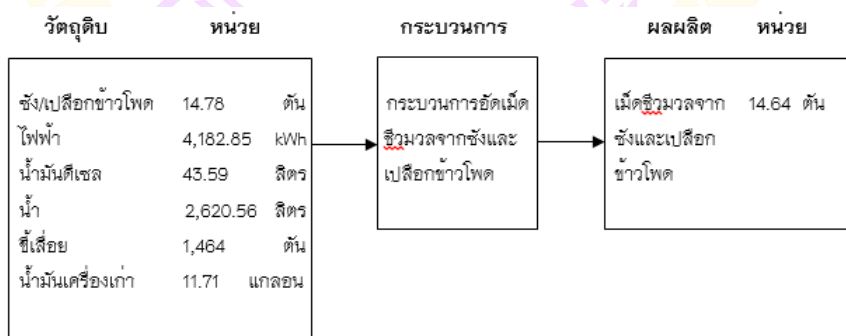 วัตถุดิบ หน่วย กระบวนการ ผลผลิต หน่วย
ซัง/เปลือกข้าวโพด 14.78 ตัน
ไฟฟ้า 4,182.85 kWh
น้ำมันดีเซล 43.59 ลิตร
น้ำ 2,620.56 ลิตร
ขี้เลื่อย 1,464 ตัน
น้ำมันเครื่องเก่า 11.71 แกลอน
กระบวนการอัดเม็ด
ชีวมวลจากซังและ
เปลือกข้าวโพด
เม็ดชีวมวลจาก 14.64 ตัน
ซังและเปลือก
ข้าวโพด